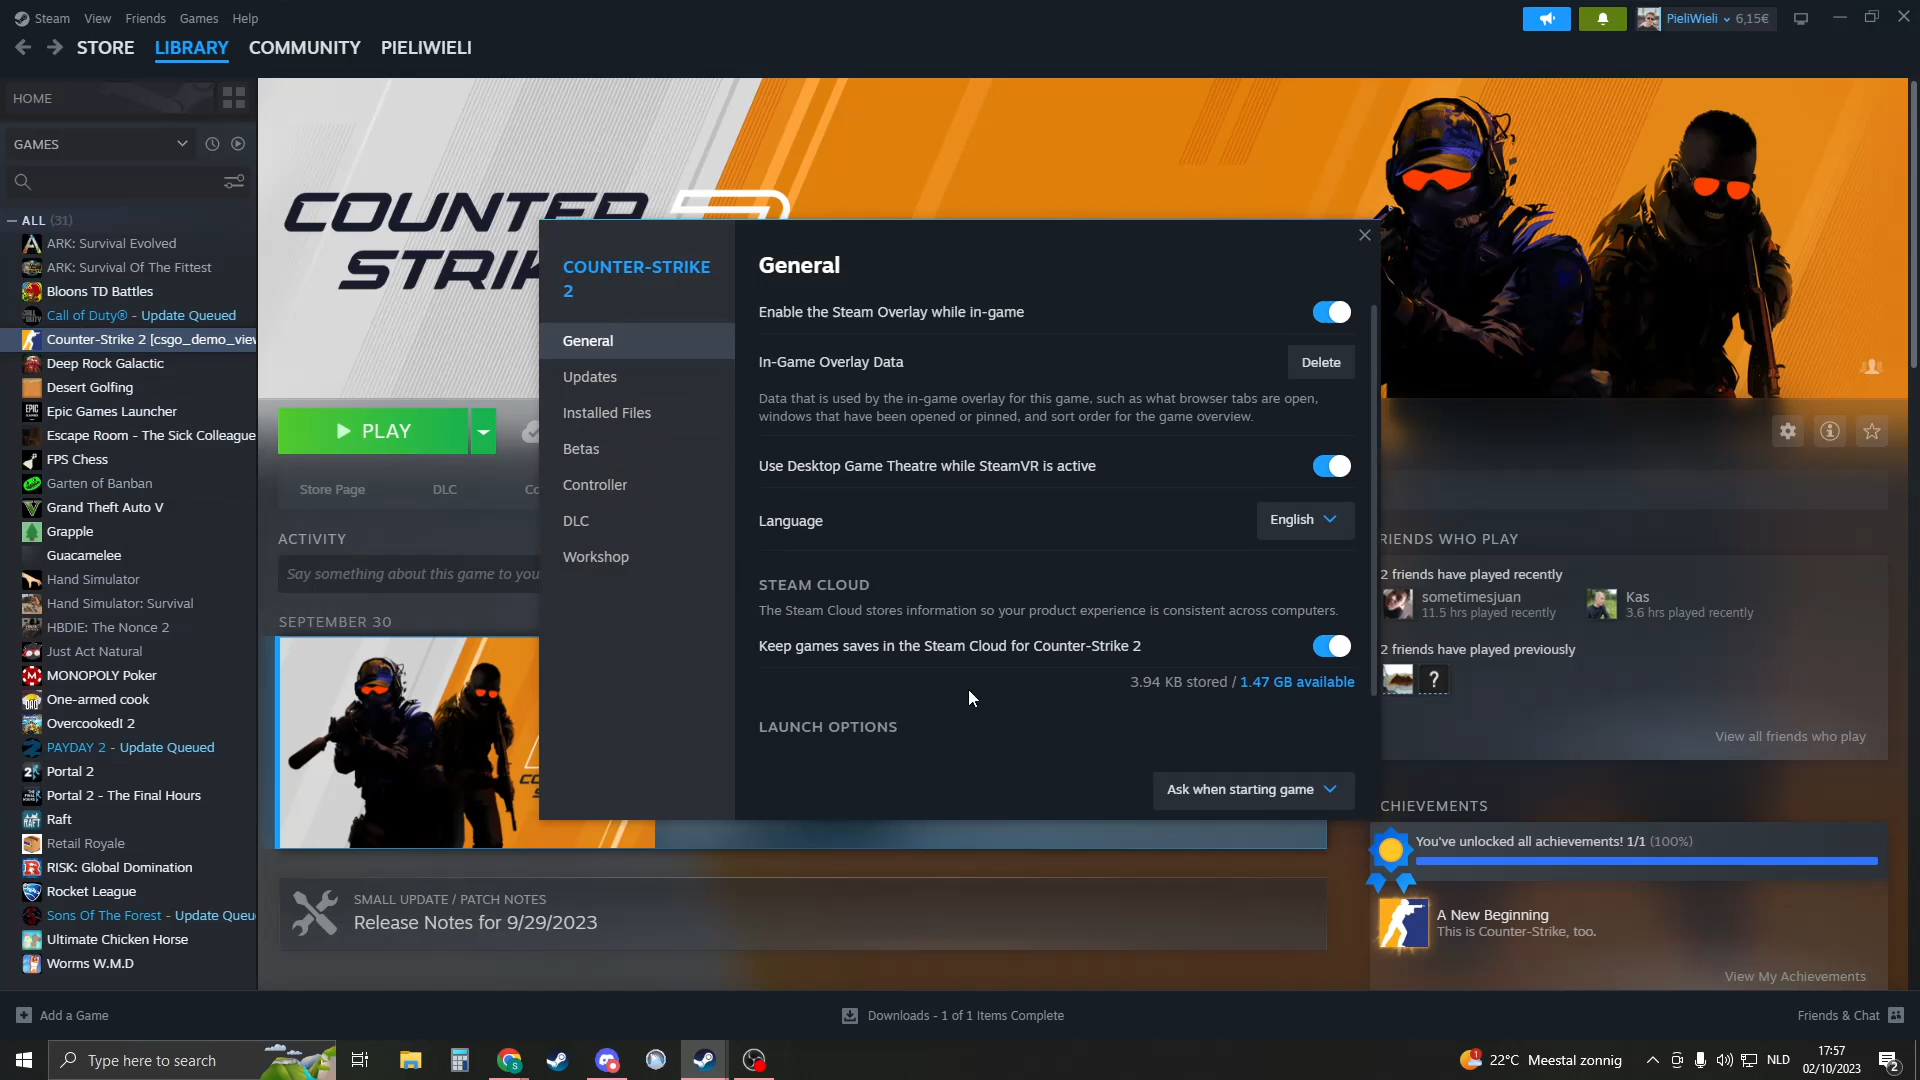 Steam View Friends Games Help
PieliWieli 6,15€
STORE LIBRARY COMMUNITY PIELIWIELI
HOME
GAMES
ALL (31)
ARK: Survival Evolved
ARK: Survival Of The Fittest
Bloons TD Battles
Call of Duty® - Update Queued
Counter-Strike 2 [csgo_demo_view
Deep Rock Galactic
Desert Golfing
Epic Games Launcher
Escape Room - The Sick Colleague
FPS Chess
Garten of Banban
Grand Theft Auto V
Grapple
Guacamelee
Hand Simulator
Hand Simulator: Survival
HBDIE: The Nonce 2
Just Act Natural
MONOPOLY Poker
One-armed cook
Overcooked! 2
PAYDAY 2 - Update Queued
Portal 2
Portal 2 - The Final Hours
Raft
Retail Royale
RISK: Global Domination
Rocket League
Sons Of The Forest - Update Queu
Ultimate Chicken Horse
Worms W.M.D
Add a Game
COUNTER
STRIK
PLAY
Store Page DLC Co
ACTIVITY
Say something about this game to you
SEPTEMBER 30
COUNTER-STRIKE
2
General
Updates
Installed Files
Betas
Controller
DLC
Workshop
General
Enable the Steam Overlay while in-game
In-Game Overlay Data
Delete
Data that is used by the in-game overlay for this game, such as what browser tabs are open,
windows that have been opened or pinned, and sort order for the game overview.
Use Desktop Game Theatre while SteamVR is active
Language
English
STEAM CLOUD
The Steam Cloud stores information so your product experience is consistent across computers.
Keep games saves in the Steam Cloud for Counter-Strike 2
3.94 KB stored / 1.47 GB available
LAUNCH OPTIONS
Ask when starting game
SMALL UPDATE / PATCH NOTES
Release Notes for 9/29/2023
RIENDS WHO PLAY
2 friends have played recently
sometimesjuan
11.5 hrs played recently
Kas
3.6 hrs played recently
2 friends have played previously
?
View all friends who play
CHIEVEMENTS
You've unlocked all achievements! 1/1 (100%)
A New Beginning
This is Counter-Strike, too.
View My Achievements
Downloads - 1 of 1 Items Complete
Friends & Chat
Type here to search
1
22°C Meestal zonnig
NLD
17:57
02/10/2023
2